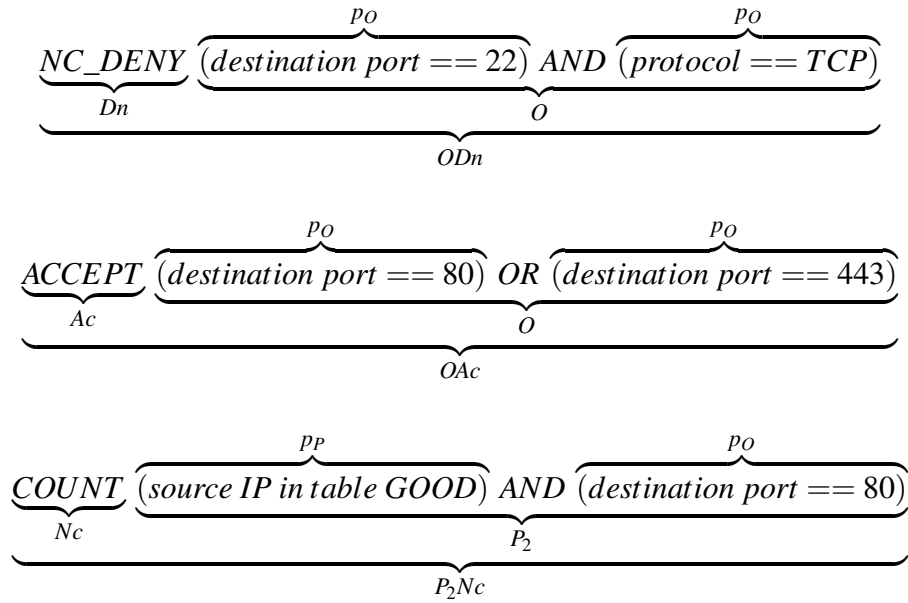 p_O p_O
NC_DENY (destination port == 22) AND (protocol == TCP)
Dn O
ODn
p_O p_O
ACCEPT (destination port == 80) OR (destination port == 443)
Ac O
OAc
p_P p_O
COUNT (source IP in table GOOD) AND (destination port == 80)
Nc P_2
P_2Nc